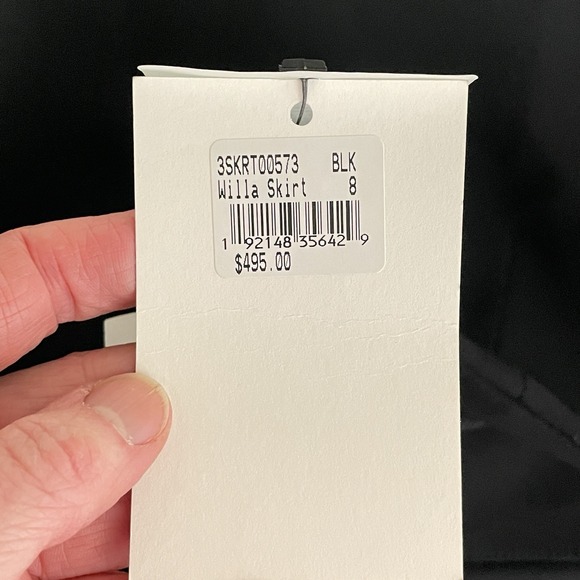 3SKRT00573 BLK
Willa Skirt 8
1 92148 35642 9
$495.00